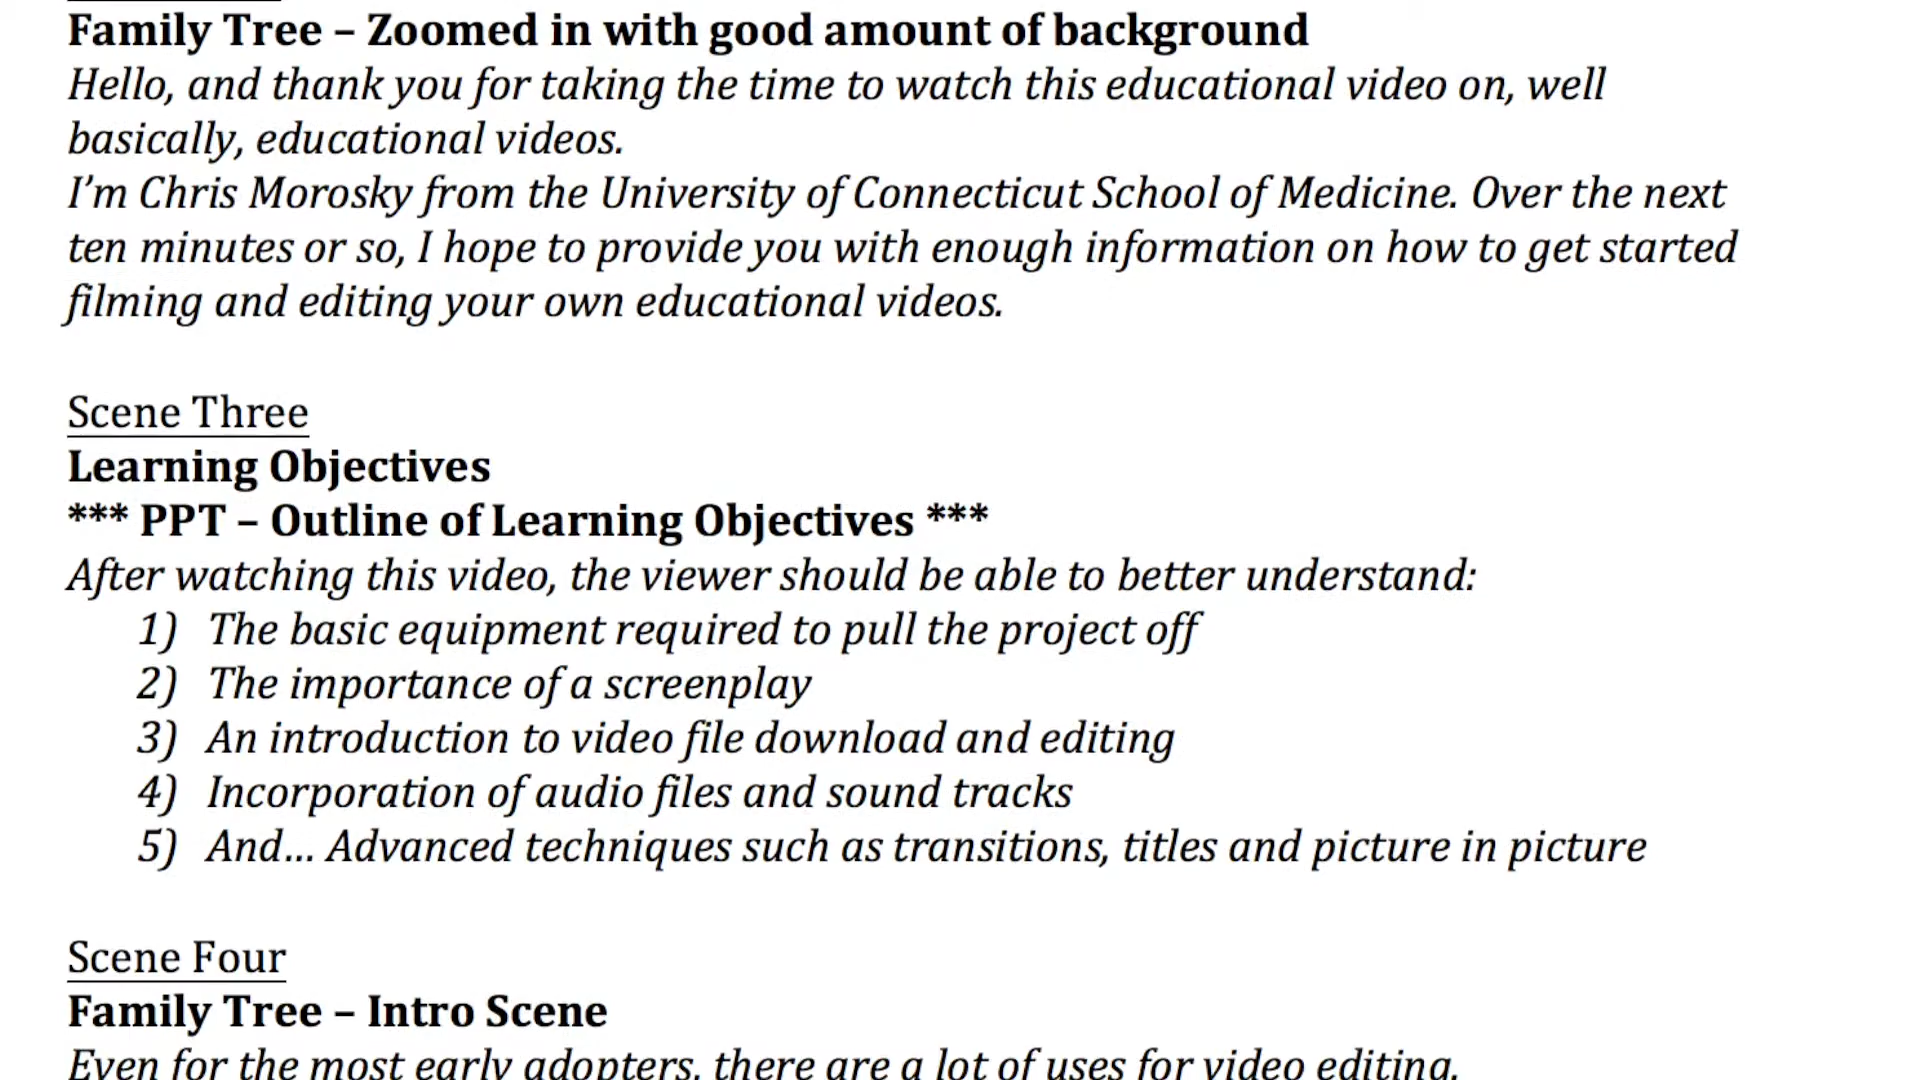 Family Tree – Zoomed in with good amount of background
Hello, and thank you for taking the time to watch this educational video on, well
basically, educational videos.
I’m Chris Morosky from the University of Connecticut School of Medicine. Over the next
ten minutes or so, I hope to provide you with enough information on how to get started
filming and editing your own educational videos.
Scene Three
Learning Objectives
*** PPT – Outline of Learning Objectives ***
After watching this video, the viewer should be able to better understand:
1) The basic equipment required to pull the project off
2) The importance of a screenplay
3) An introduction to video file download and editing
4) Incorporation of audio files and sound tracks
5) And… Advanced techniques such as transitions, titles and picture in picture
Scene Four
Family Tree – Intro Scene
Even for the most early adopters, there are a lot of uses for video editing.